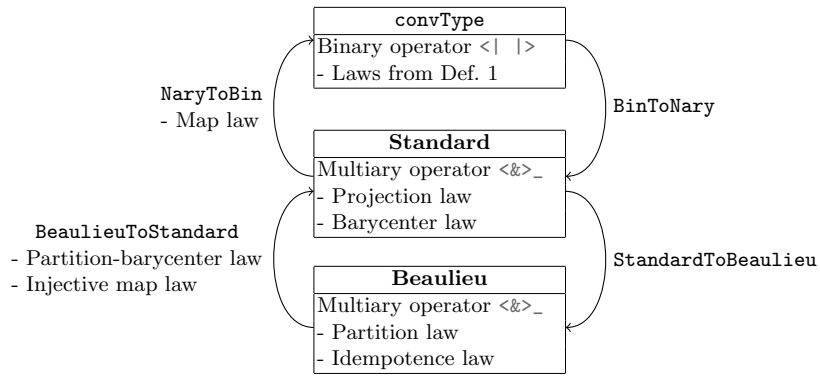 convType
Binary operator <| |>
- Laws from Def. 1
NaryToBin
- Map law
BinToNary
Standard
Multiary operator <&>_
- Projection law
- Barycenter law
BeaulieuToStandard
- Partition-barycenter law
- Injective map law
StandardToBeaulieu
Beaulieu
Multiary operator <&>_
- Partition law
- Idempotence law